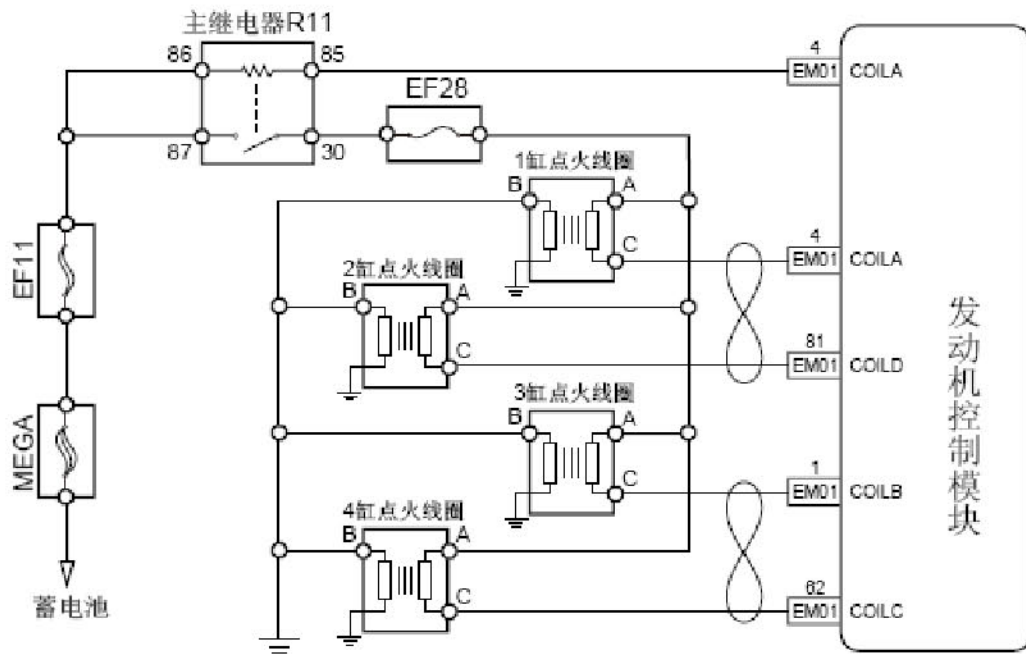 主继电器R11
86
85
4
EM01 COILA
EF28
87
30
1缸点火线圈
B
A
EF11
C
4
EM01 COILA
2缸点火线圈
B
A
C
81
EM01 COILD
发动机控制模块
3缸点火线圈
B
A
MEGA
C
1
EM01 COILB
4缸点火线圈
B
A
C
62
EM01 COILC
蓄电池